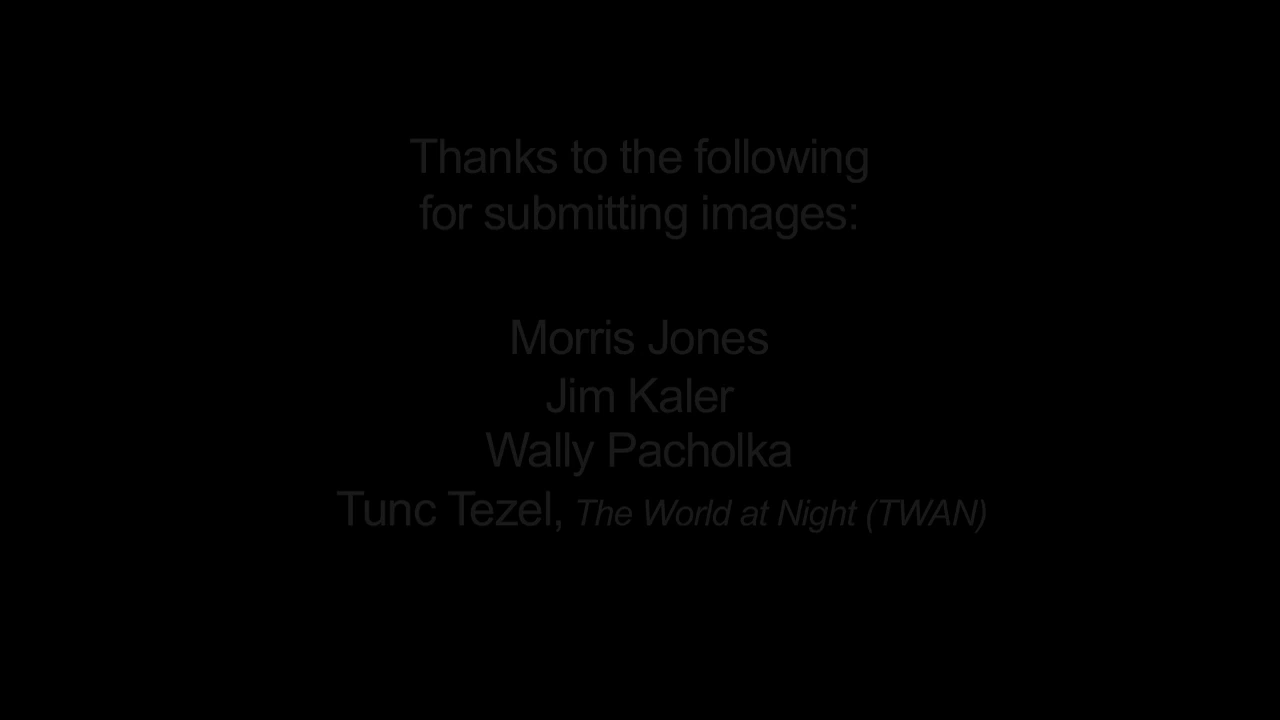 Thanks to the following
for submitting images:
Morris Jones
Jim Kaler
Wally Pacholka
Tunc Tezel, The World at Night (TWAN)